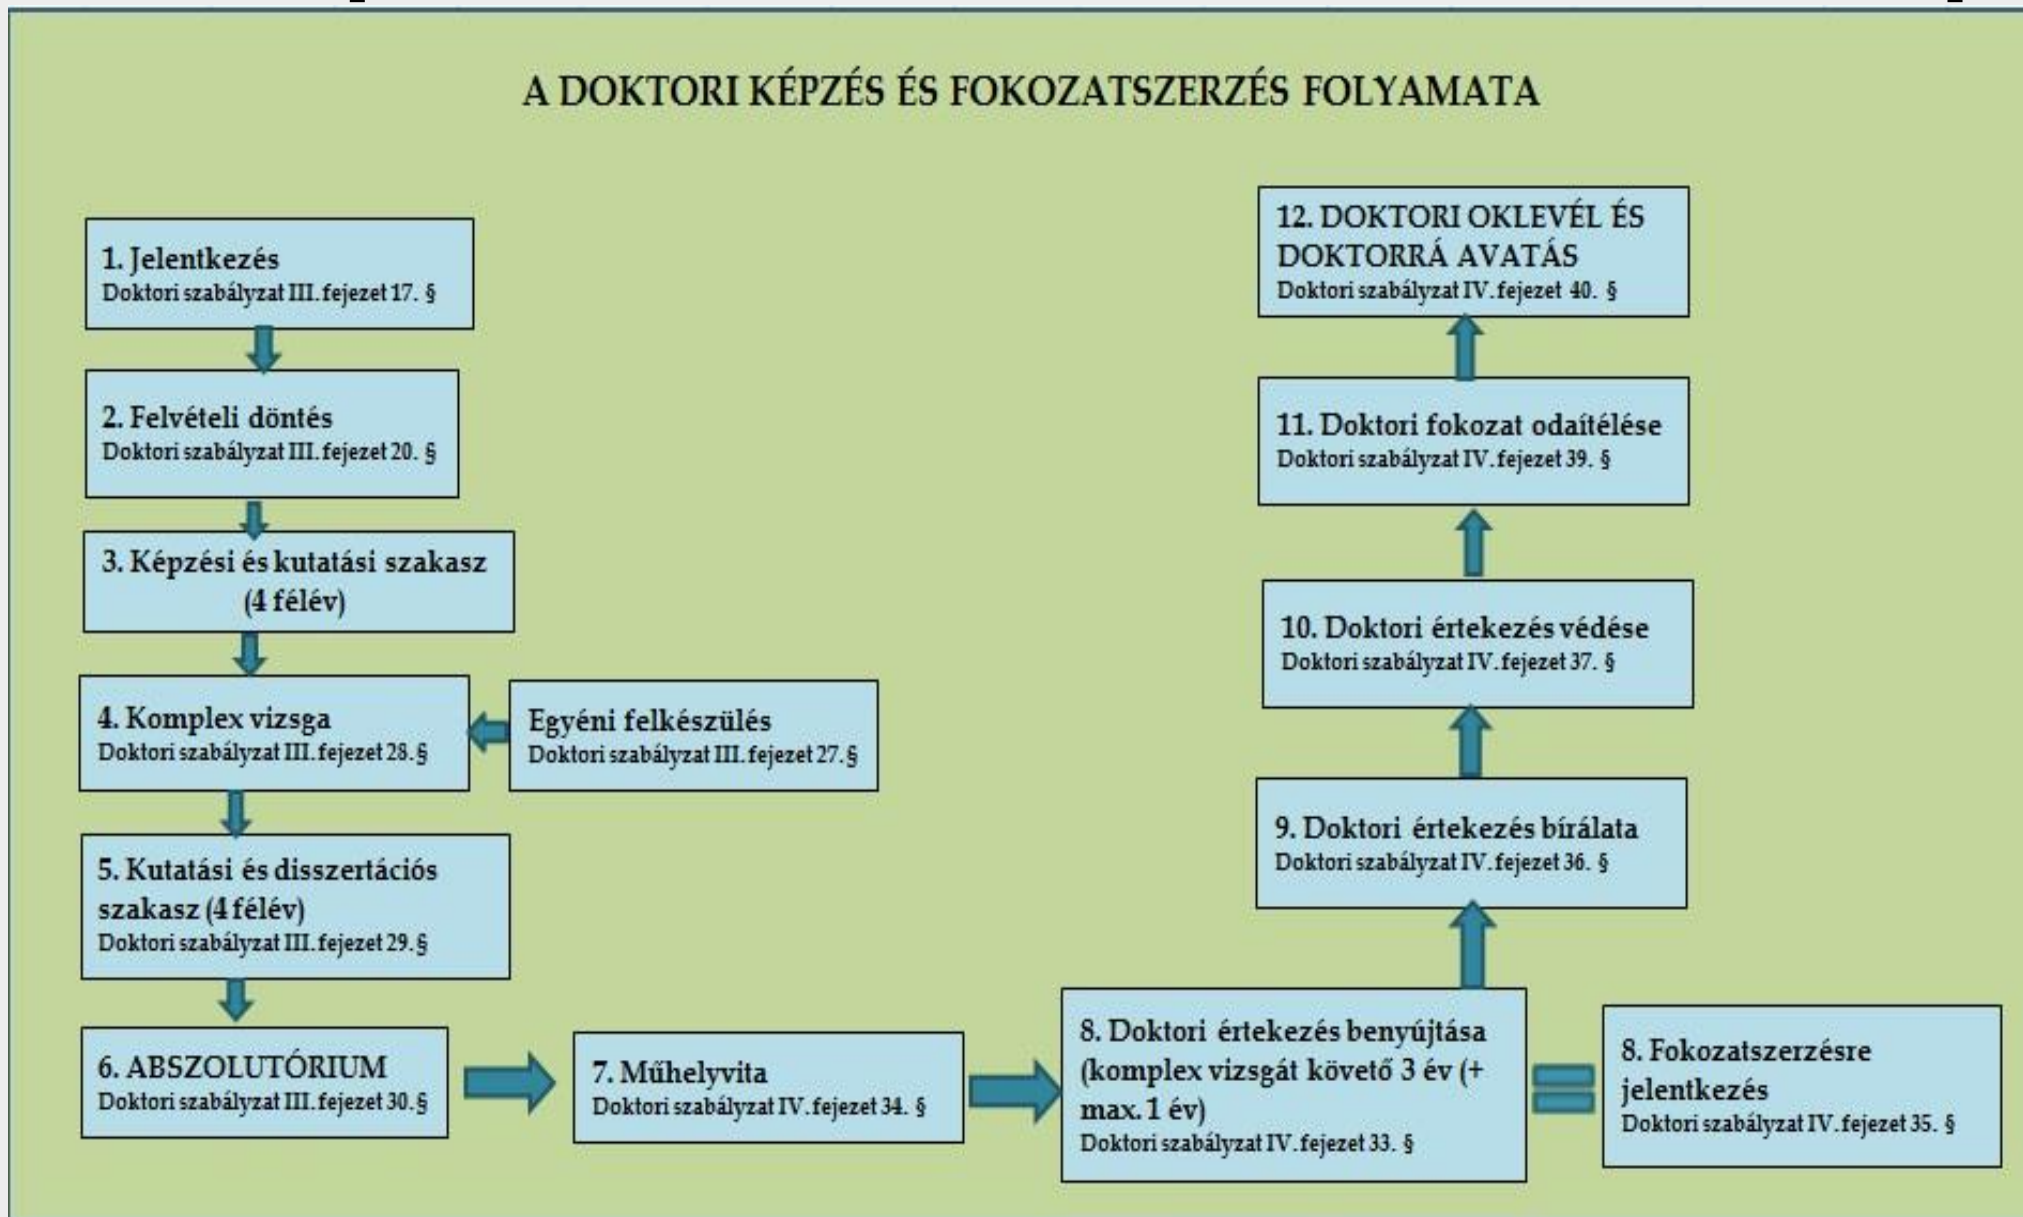 A DOKTORI KÉPZÉS ÉS FOKOZATSZERZÉS FOLYAMATA
1. Jelentkezés
Doktori szabályzat III. fejezet 17. §
2. Felvételi döntés
Doktori szabályzat III. fejezet 20. §
3. Képzési és kutatási szakasz
(4 félév)
4. Komplex vizsga
Doktori szabályzat III. fejezet 28. §
Egyéni felkészülés
Doktori szabályzat III. fejezet 27. §
5. Kutatási és disszertációs
szakasz (4 félév)
Doktori szabályzat III. fejezet 29. §
6. ABSZOLUTÓRIUM
Doktori szabályzat III. fejezet 30. §
7. Műhelyvita
Doktori szabályzat IV. fejezet 34. §
8. Doktori értekezés benyújtása
(komplex vizsgát követő 3 év (+
max. 1 év)
Doktori szabályzat IV. fejezet 33. §
8. Fokozatszerzésre
jelentkezés
Doktori szabályzat IV. fejezet 35. §
9. Doktori értekezés bírálata
Doktori szabályzat IV. fejezet 36. §
10. Doktori értekezés védése
Doktori szabályzat IV. fejezet 37. §
11. Doktori fokozat odaítélése
Doktori szabályzat IV. fejezet 39. §
12. DOKTORI OKLEVÉL ÉS
DOKTORRÁ AVATÁS
Doktori szabályzat IV. fejezet 40. §